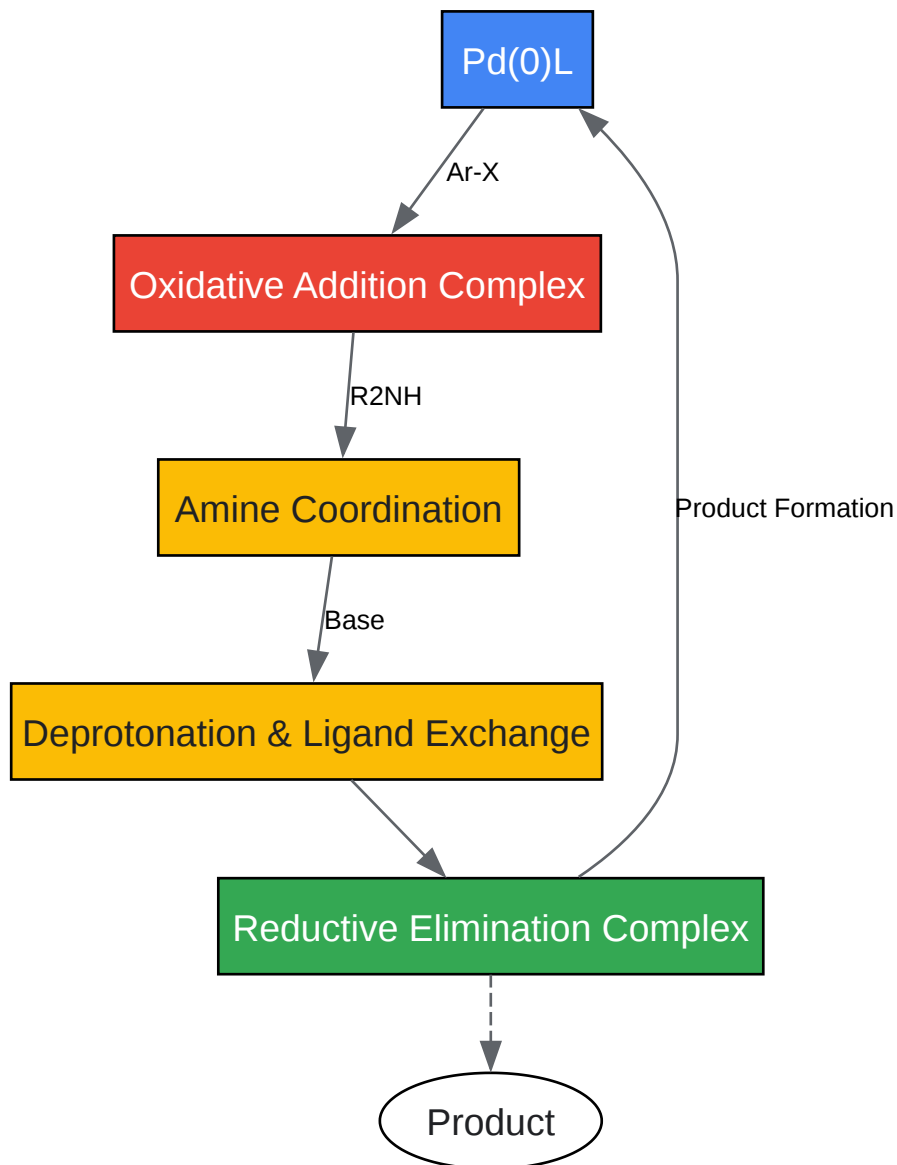 Pd(0)L
Ar-X
Oxidative Addition Complex
R2NH
Amine Coordination
Product Formation
Base
Deprotonation & Ligand Exchange
Reductive Elimination Complex
Product